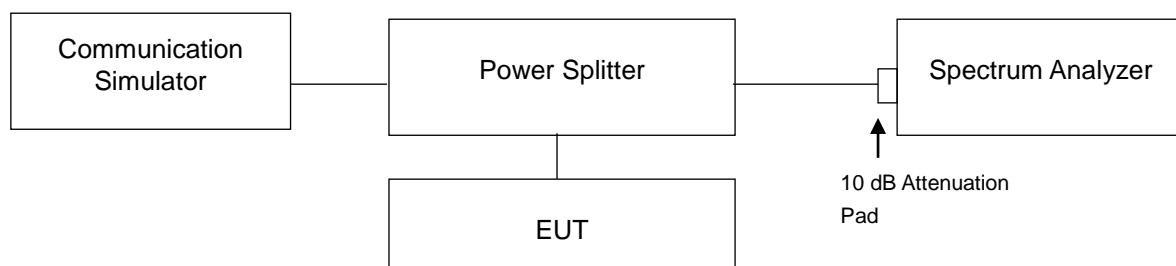 Communication
Simulator
Power Splitter
Spectrum Analyzer
10 dB Attenuation
Pad
EUT